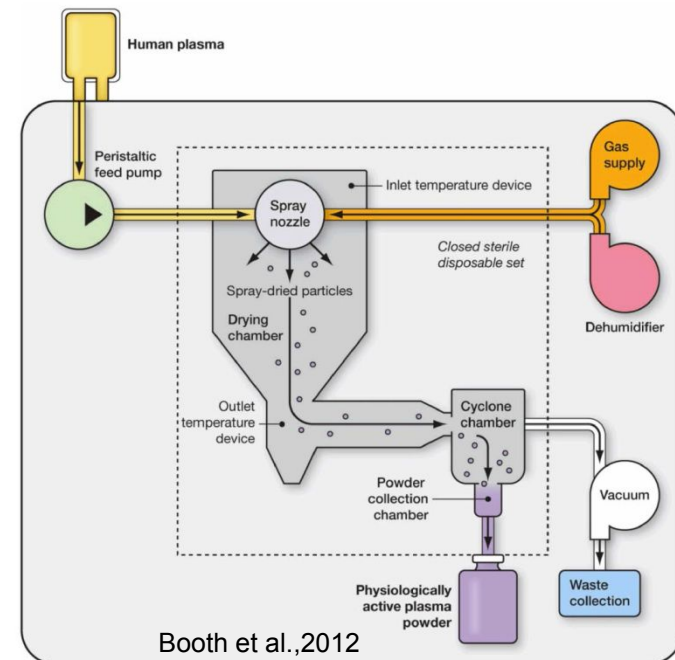 Human plasma
Peristaltic
feed pump
Gas
supply
Inlet temperature device
Spray
nozzle
Closed sterile
disposable set
Spray-dried particles
Drying
chamber
Dehumidifier
Outlet
temperature
device
Cyclone
chamber
Powder
collection
chamber
Vacuum
Physiologically
active plasma
powder
Waste
collection
Booth et al.,2012